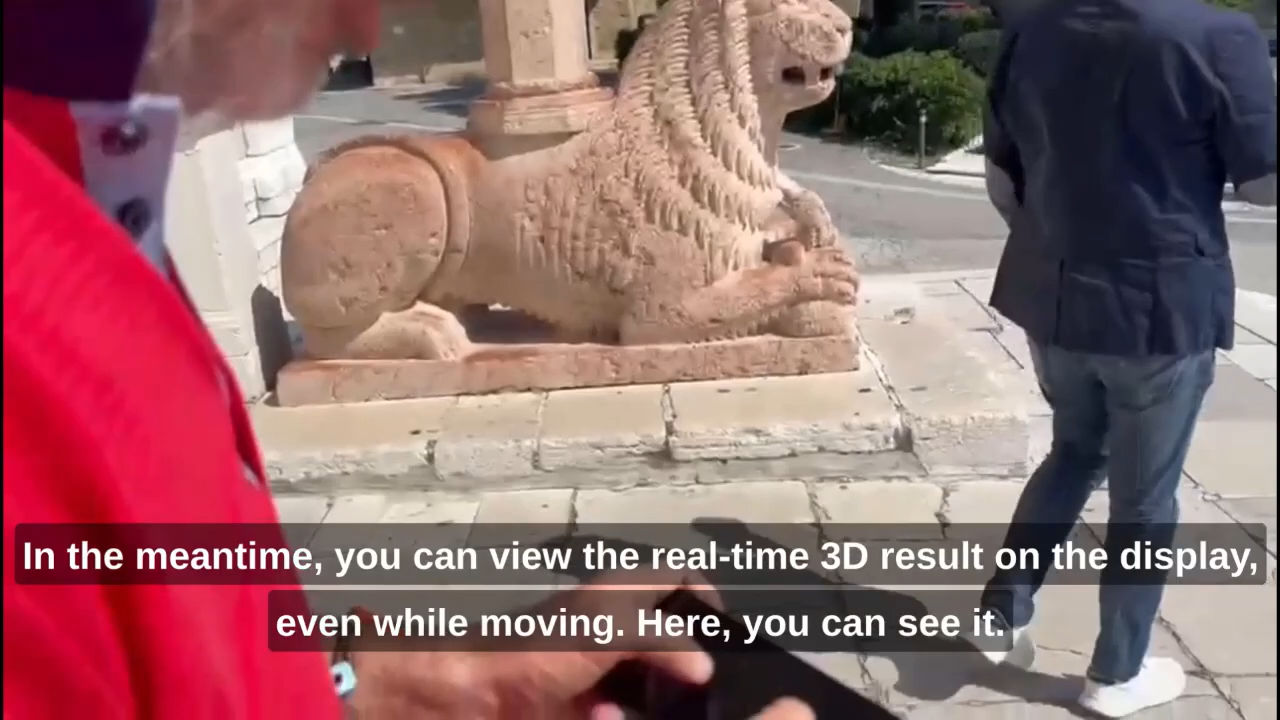 In the meantime, you can view the real-time 3D result on the display,
even while moving. Here, you can see it.